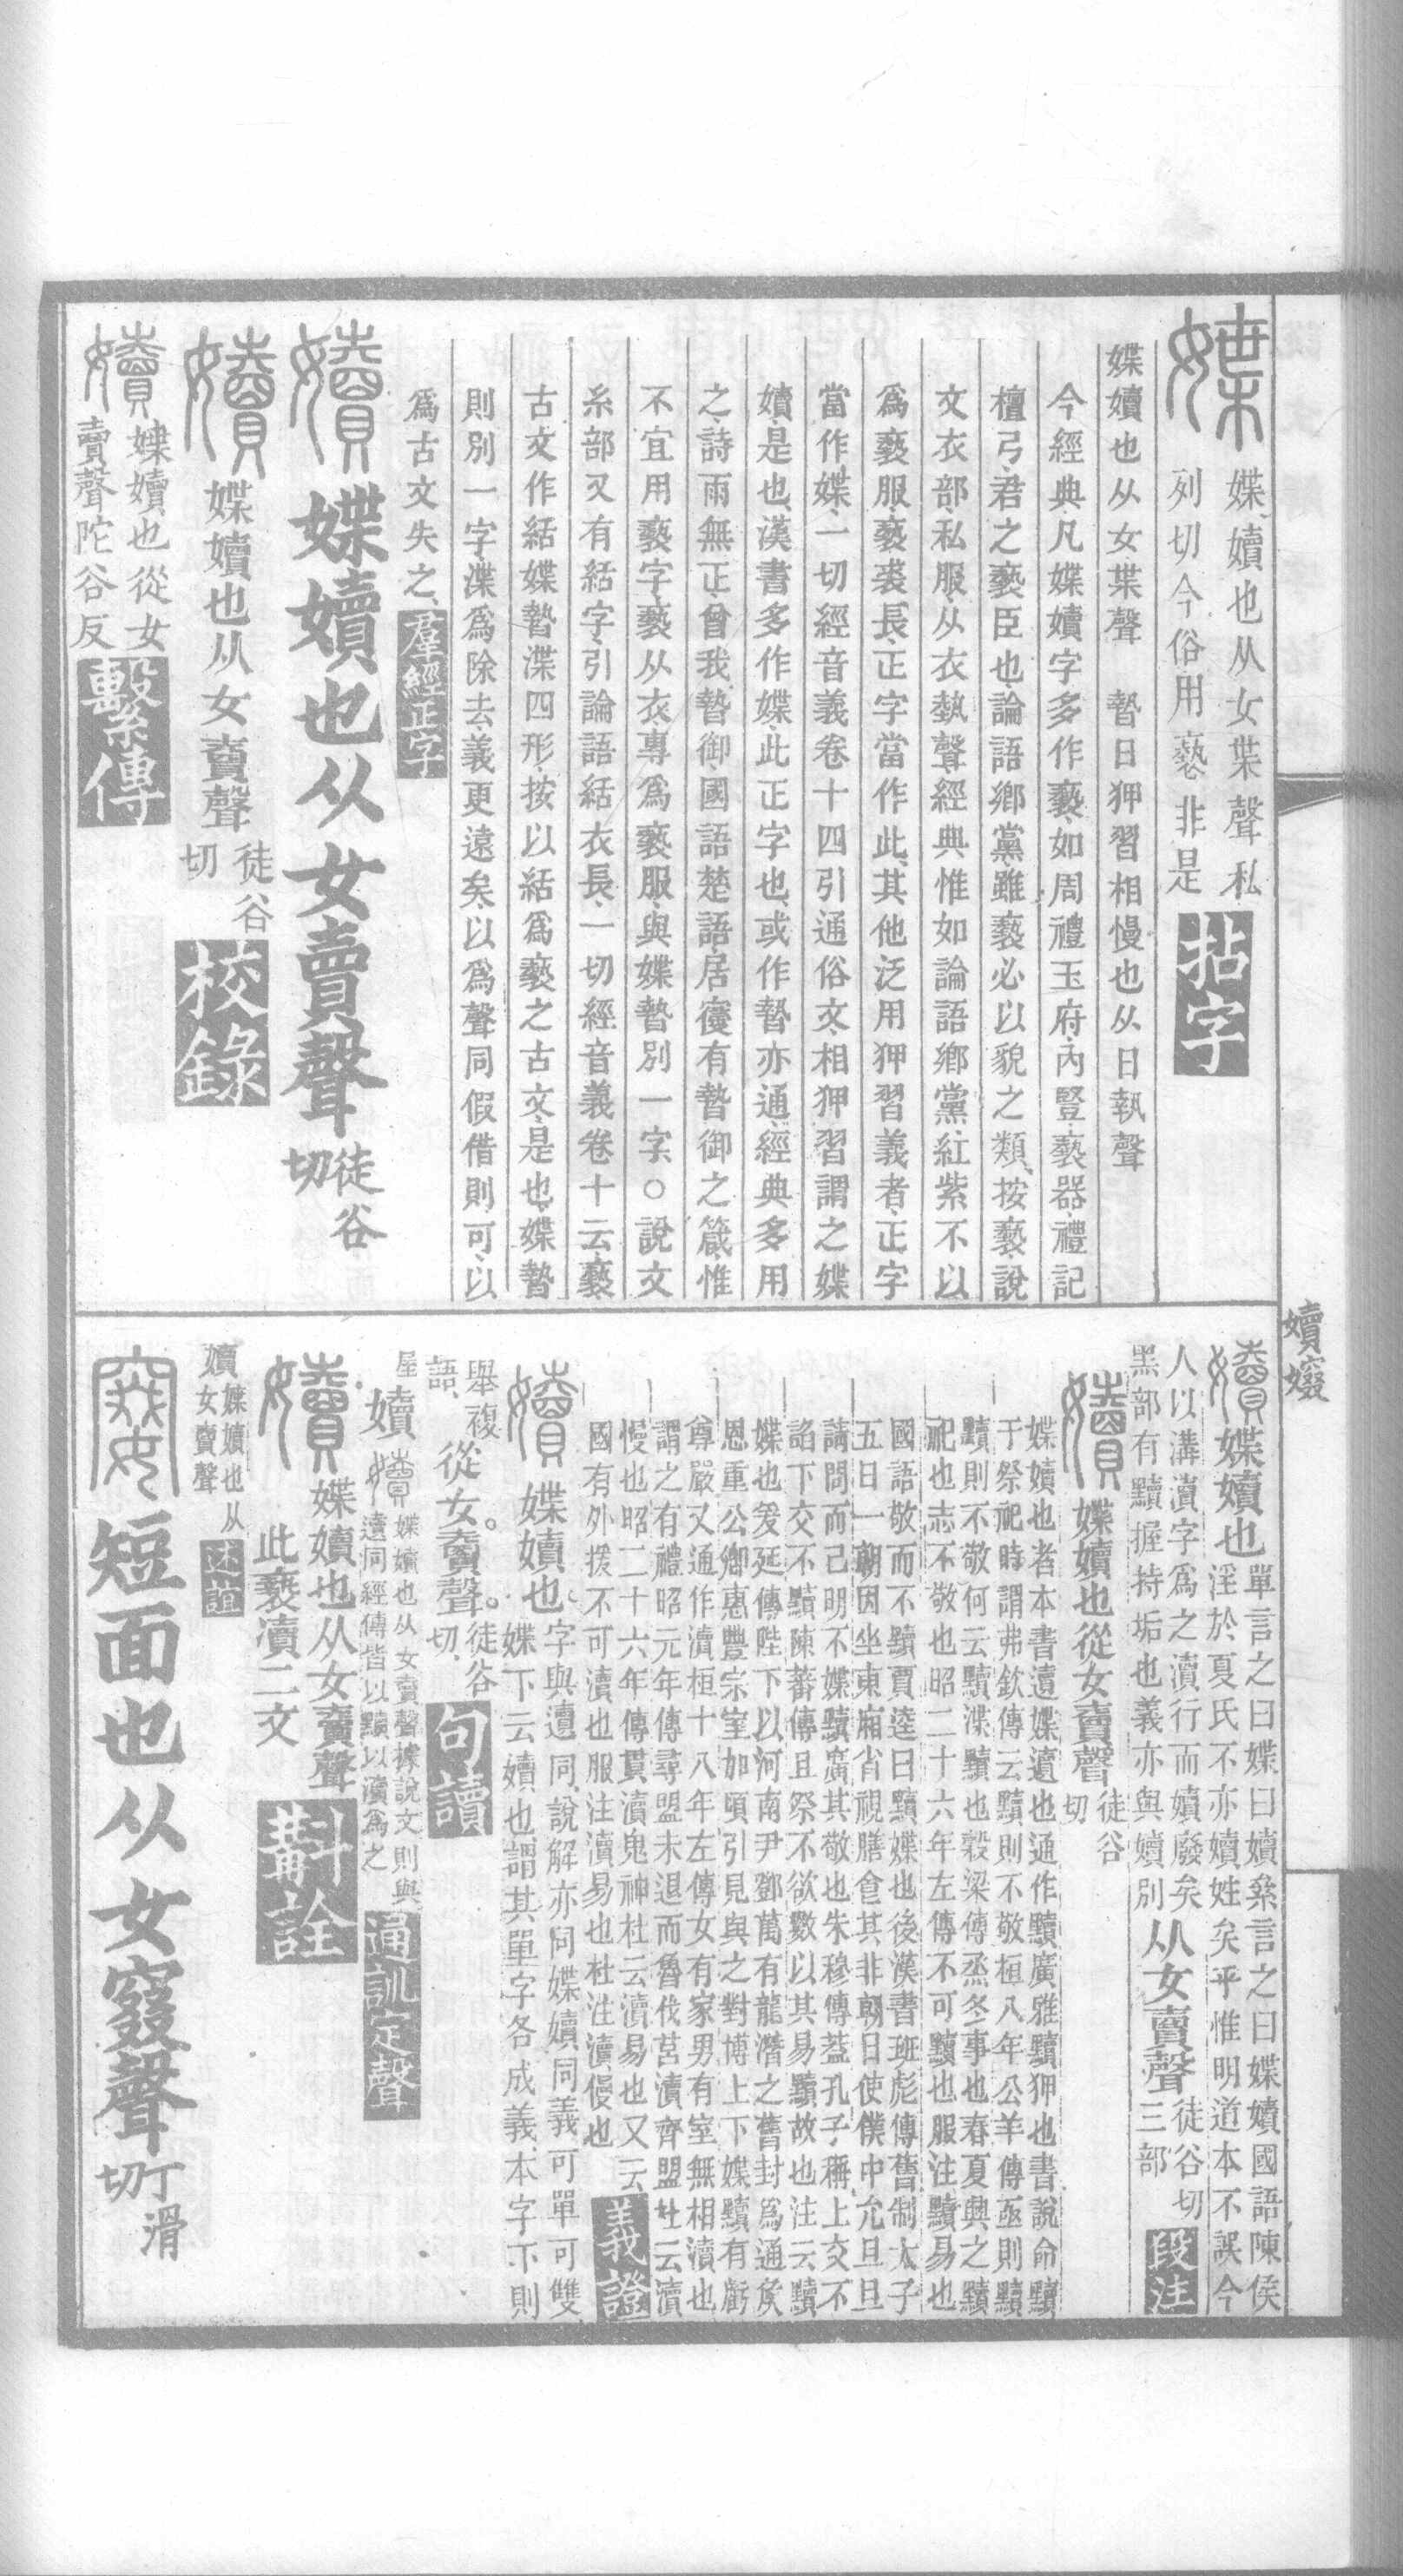 媟嬻也从女枼聲私
列切今俗用褻非是
拈字
媟嬻也从女枼聲　暬日狎習相慢也从日執聲
今經典凡媟嬻字多作褻如周禮玉府內豎褻器禮記
檀弓君之褻臣也論語鄉黨雖褻必以貌之類按褻說
文衣部私服从衣埶聲經典惟如論語鄉黨紅紫不以
爲褻服褻裘長正字當作此其他泛用狎習義者正字
當作媟一切經音義卷十四引通俗文相狎習謂之媟
嬻是也漢書多作媟此正字也或作暬亦通經典多用
之詩雨無正曾我暬御國語楚語居寢有暬御之箴惟
不宜用褻字褻从衣專爲褻服與媟暬別一字○說文
糸部又有絬字引論語絬衣長一切經音義卷十云褻
古文作絬媟暬渫四形按以絬爲褻之古文是也媟暬
則別一字渫爲除去義更遠矣以爲聲同假借則可以
爲古文失之
羣經正字
媟嬻也从女賣聲徒谷
切
媟嬻也从女賣聲徒谷
切
校錄
媟嬻也從女
賣聲陀谷反
繫傳
嬻窡
媟嬻也
單言之曰媟曰嬻絫言之曰媟嬻國語陳侯
淫於夏氏不亦嬻姓矣乎惟明道本不誤今
人以溝瀆字爲之瀆行而嬻廢矣
黑部有黷握持垢也義亦與嬻別
从女賣聲
徒谷切
三部
段注
媟嬻也從女賣聲
徒谷
切
媟嬻也者本書遺媟遺也通作黷廣雅黷狎也書說命黷
于祭祀時謂弗欽傳云黷則不敬桓八年公羊傳亟則黷
黷則不敬何云黷渫黷也穀梁傳烝冬事也春夏興之黷
祀也志不敬也昭二十六年左傳不可黷也服注黷易也
國語敬而不黷賈逵曰黷媟也後漢書班彪傳舊制太子
五日一朝因坐東廂省視膳食其非朝日使僕中允旦旦
請問而已明不媟黷廣其敬也朱穆傳蓋孔子稱上交不
諂下交不黷陳蕃傳且祭不欲數以其易黷故也注云黷
媟也爰延傳陛下以河南尹鄧萬有龍潛之舊封爲通矦
恩重公卿惠豐宗室加頃引見與之對博上下媟黷有虧
尊嚴又通作瀆桓十八年左傳女有家男有室無相瀆也
謂之有禮昭元年傳尋盟未退而魯伐莒瀆齊盟杜云瀆
慢也昭二十六年傳貫瀆鬼神杜云瀆易也又云
國有外援不可瀆也服注瀆易也杜注瀆慢也
義證
媟嬻也
字與遺同說解亦同媟嬻同義可單可雙
媟下云嬻也謂其單字各成義本字下則
舉複
語
從女賣聲
徒谷
切
句讀
嬻
媟嬻也从女賣聲據說文則與
遺同經傳皆以黷以瀆爲之
通訓定聲
媟嬻也从女賣聲
此褻瀆二文
斠詮
嬻
媟嬻也从
女賣聲
述誼
短面也从女窡聲丁滑
切